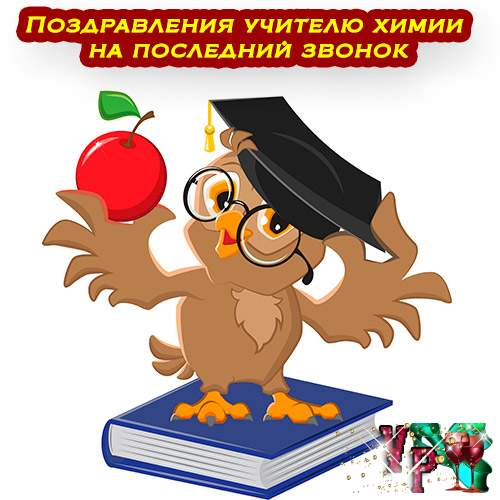 Поздравления учителю химии
на последний звонок